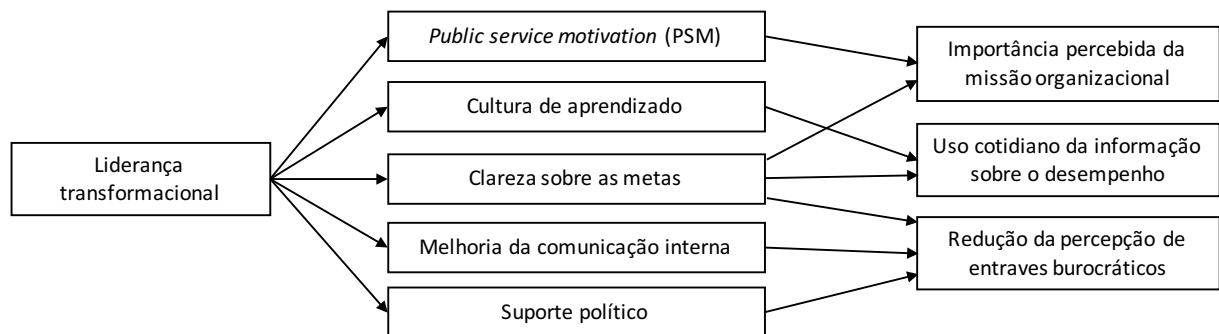 Liderança
transformacional
Public service motivation (PSM)
Cultura de aprendizado
Clareza sobre as metas
Melhoria da comunicação interna
Suporte político
Importância percebida da
missão organizacional
Uso cotidiano da informação
sobre o desempenho
Redução da percepção de
entraves burocráticos